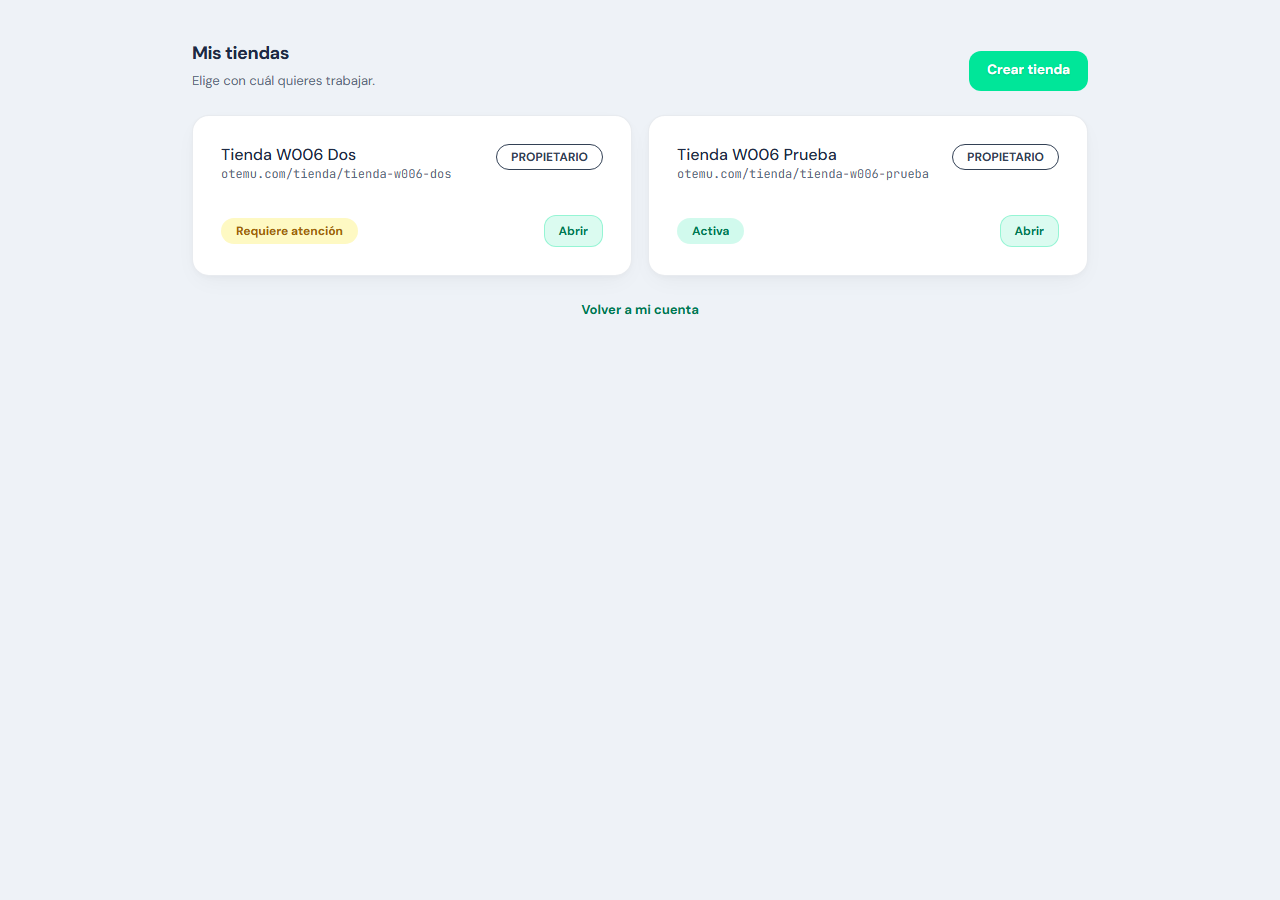 Mis tiendas
Elige con cuál quieres trabajar.
Crear tienda
Tienda W006 Dos
PROPIETARIO
otemu.com/tienda/tienda-w006-dos
Requiere atención
Abrir
Tienda W006 Prueba
PROPIETARIO
otemu.com/tienda/tienda-w006-prueba
Activa
Abrir
Volver a mi cuenta